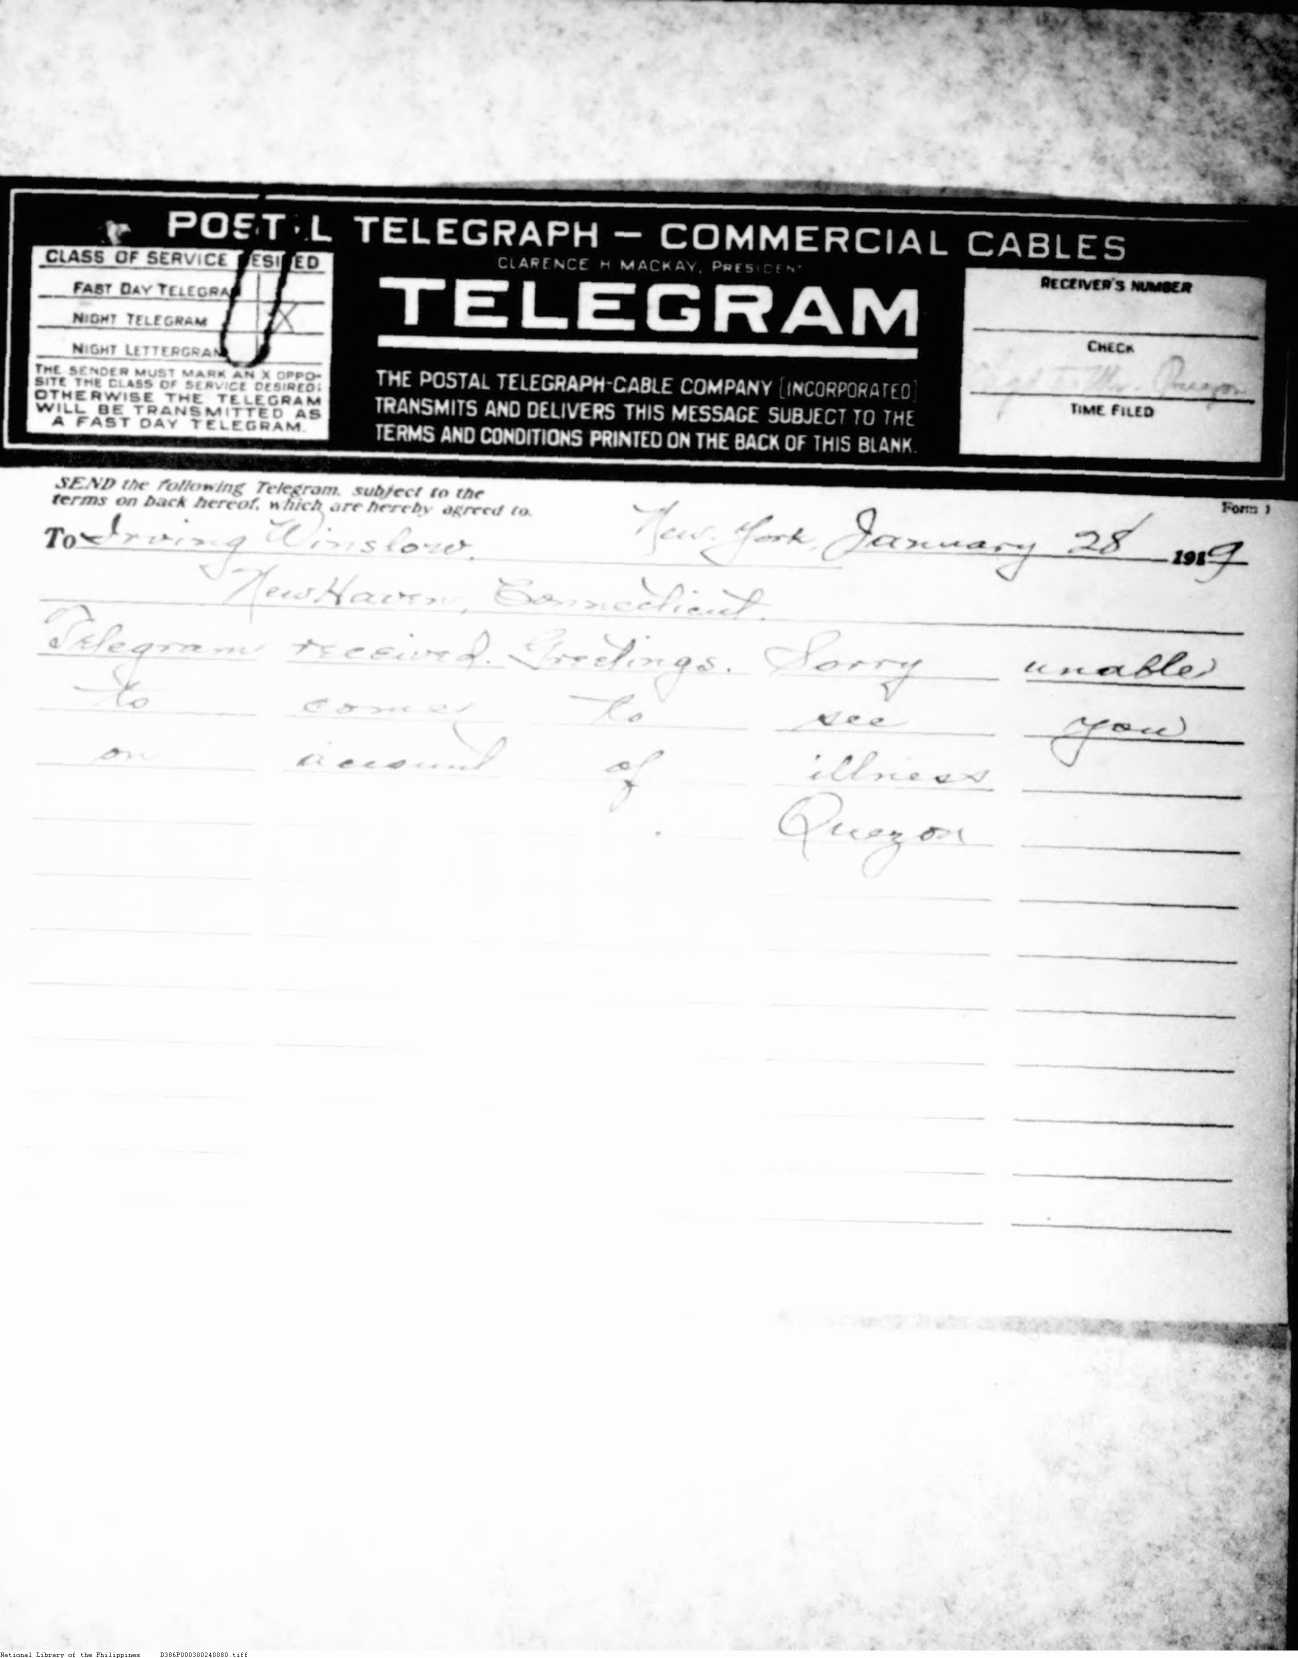 POSTAL TELEGRAPH — COMMERCIAL CABLES
CLARENCE H MACKAY, PRESIDENT
TELEGRAM
CLASS OF SERVICE DESIRED
FAST DAY TELEGRAM
NIGHT TELEGRAM X
NIGHT LETTERGRAM
THE SENDER MUST MARK AN X OPPO-
SITE THE CLASS OF SERVICE DESIRED;
OTHERWISE THE TELEGRAM
WILL BE TRANSMITTED AS
A FAST DAY TELEGRAM.
THE POSTAL TELEGRAPH-CABLE COMPANY [INCORPORATED]
TRANSMITS AND DELIVERS THIS MESSAGE SUBJECT TO THE
TERMS AND CONDITIONS PRINTED ON THE BACK OF THIS BLANK.
RECEIVER'S NUMBER
CHECK
Mr. Quezon
TIME FILED
SEND the following Telegram, subject to the
terms on back hereof, which are hereby agreed to.
Form 1
New York, January 28 1919
To Irving Winslow.
New Haven, Connecticut.
Telegram received. Greetings. Sorry unable
to come to see you
on account of illness
Quezon
National Library of the Philippines D386P000380240880.tiff